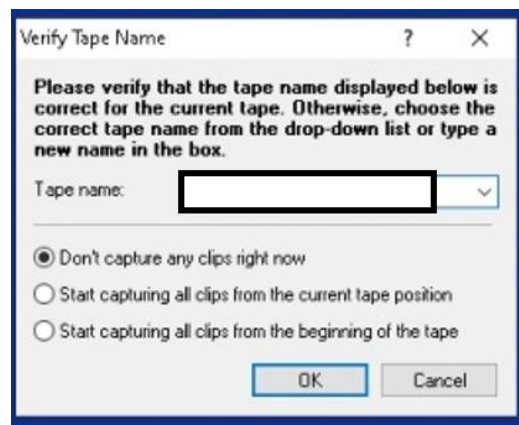 Verify Tape Name
Please verify that the tape name displayed below is
correct for the current tape. Otherwise, choose the
correct tape name from the drop-down list or type a
new name in the box.
Tape name:
Don't capture any clips right now
Start capturing all clips from the current tape position
Start capturing all clips from the beginning of the tape
OK Cancel